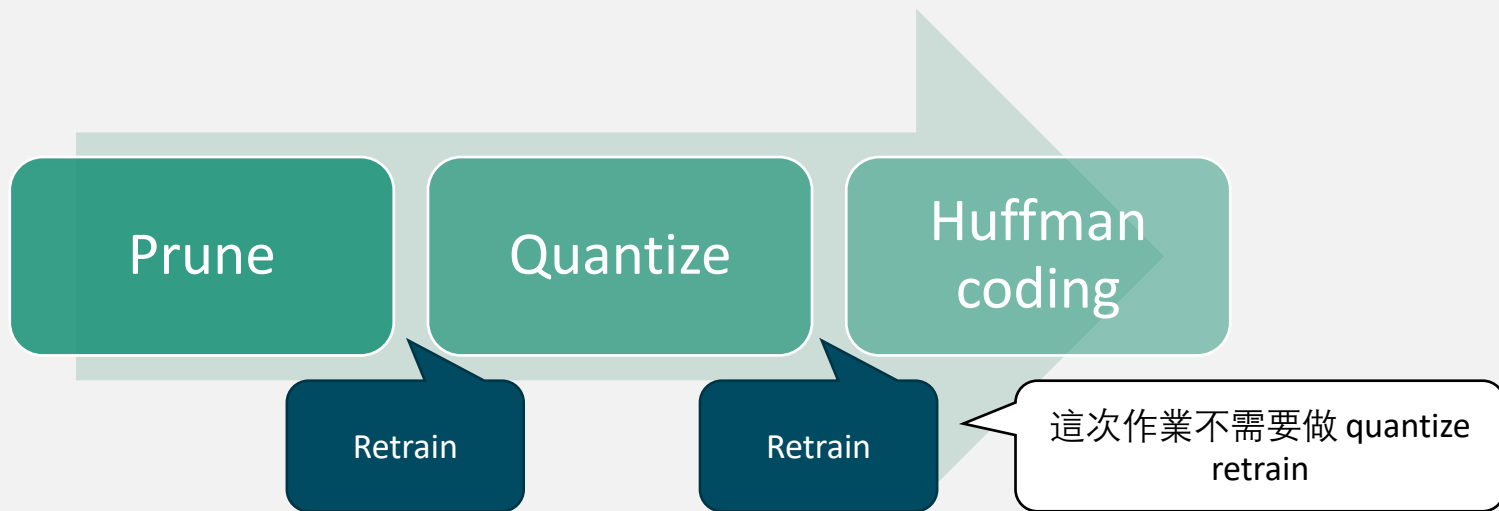 Prune
Quantize
Huffman
coding
Retrain
Retrain
這次作業不需要做 quantize
retrain